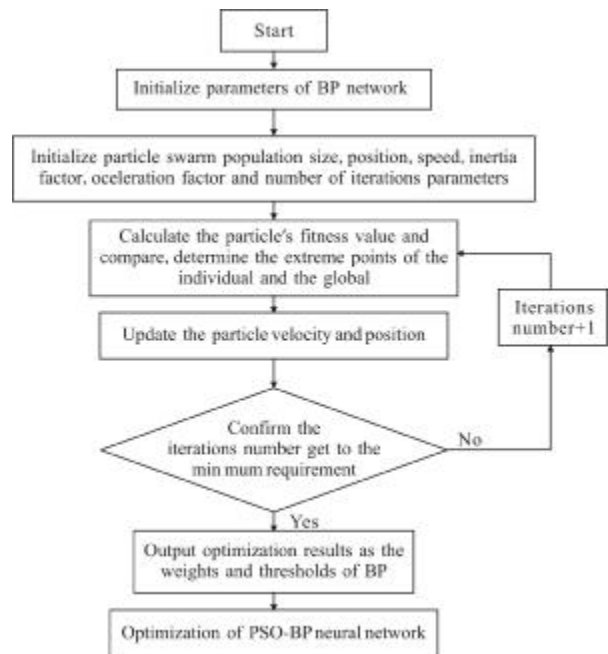 Start
Initialize parameters of BP network
Initialize particle swarm population size, position, speed, inertia
factor, oceleration factor and number of iterations parameters
Calculate the particle's fitness value and
compare, determine the extreme points of the
individual and the global
Update the particle velocity and position
Iterations
number+1
Confirm the
iterations number get to the
min mum requirement
No
Yes
Output optimization results as the
weights and thresholds of BP
Optimization of PSO-BP neural network